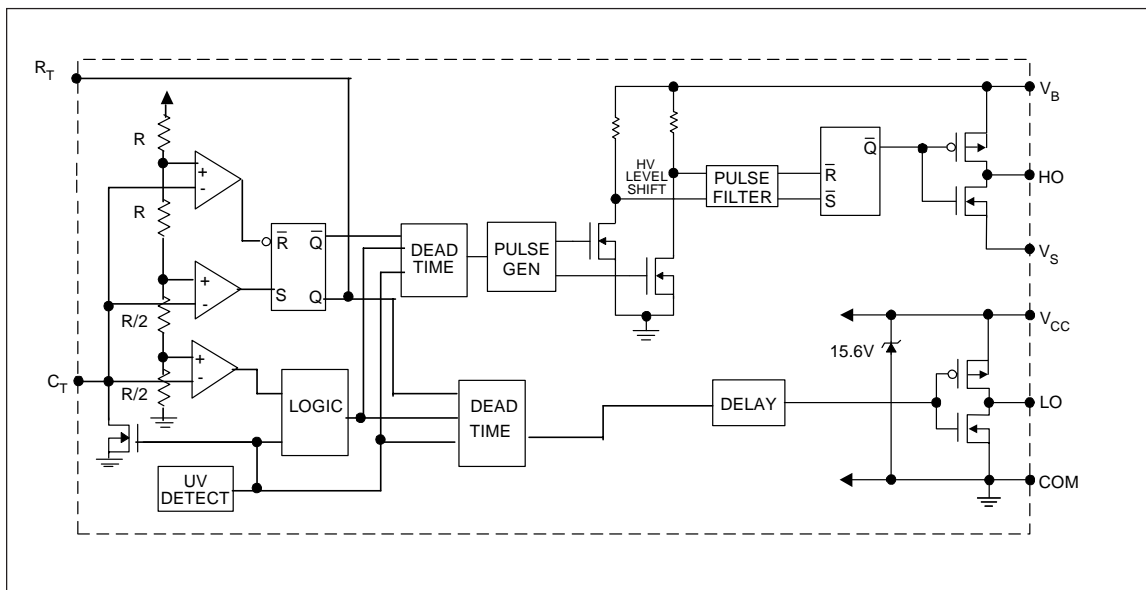 R_T
V_B
R
+
-
HV
LEVEL
SHIFT
PULSE
FILTER
R̅
S̅
Q̅
HO
R
R̅
Q̅
S
Q
DEAD
TIME
PULSE
GEN
V_S
+
-
R/2
V_CC
15.6V
+
-
C_T
R/2
LOGIC
DEAD
TIME
DELAY
LO
UV
DETECT
COM